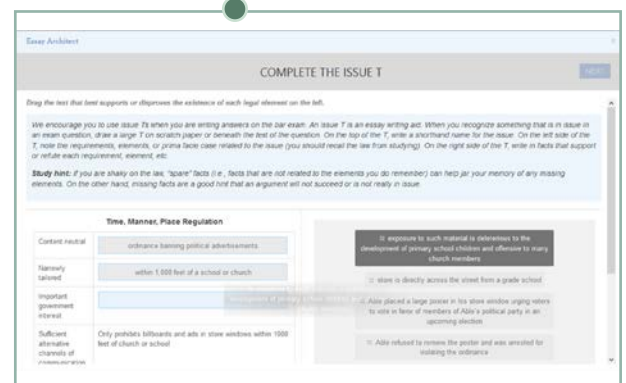 Essay Architect
COMPLETE THE ISSUE T
NEXT
Drag the text that best supports or disproves the existence of each legal element on the left.
We encourage you to use Issue Ts when you are writing answers on the bar exam. An Issue T is an essay writing aid. When you recognize something that is in issue in
an exam question, draw a large T on scratch paper or beneath the text of the question. On the top of the T, write a shorthand name for the issue. On the left side of the
T, note the requirements, elements, or prima facie case related to the issue (you should recall the law from studying). On the right side of the T, write in facts that support
or refute each requirement, element, etc.
Study hint: if you are shaky on the law, "spare" facts (i.e., facts that are not related to the elements you do remember) can help jar your memory of any missing
elements. On the other hand, missing facts are a good hint that an argument will not succeed or is not really in issue.
Time, Manner, Place Regulation
Content neutral
ordinance banning political advertisements
Narrowly
tailored
within 1,000 feet of a school or church
Important
government
interest
Sufficient
alternative
channels of
communication
Only prohibits billboards and ads in store windows within 1000
feet of church or school
exposure to such material is deleterious to the
development of primary school children and offensive to many
church members
store is directly across the street from a grade school
Able placed a large poster in his store window urging voters
to vote in favor of members of Able's political party in an
upcoming election
Able refused to remove the poster and was arrested for
violating the ordinance